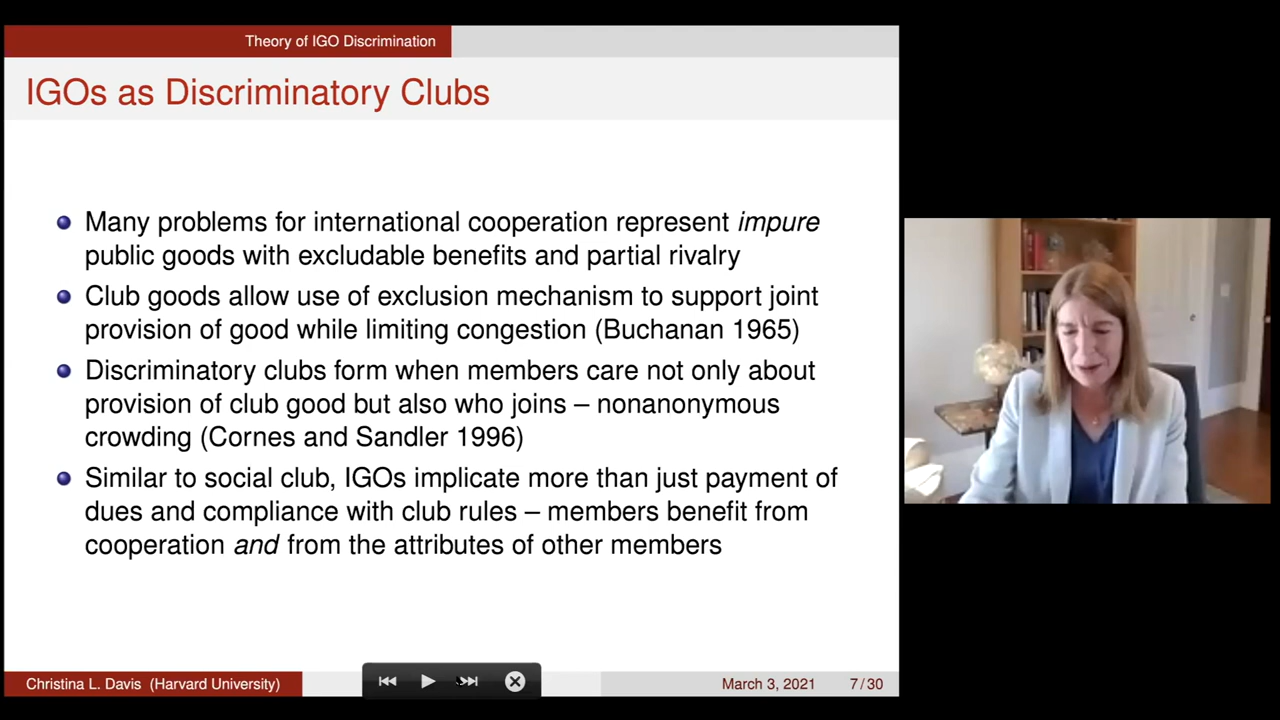 Theory of IGO Discrimination
IGOs as Discriminatory Clubs
Many problems for international cooperation represent impure
public goods with excludable benefits and partial rivalry
Club goods allow use of exclusion mechanism to support joint
provision of good while limiting congestion (Buchanan 1965)
Discriminatory clubs form when members care not only about
provision of club good but also who joins – nonanonymous
crowding (Cornes and Sandler 1996)
Similar to social club, IGOs implicate more than just payment of
dues and compliance with club rules – members benefit from
cooperation and from the attributes of other members
Christina L. Davis (Harvard University)
March 3, 2021
7 / 30